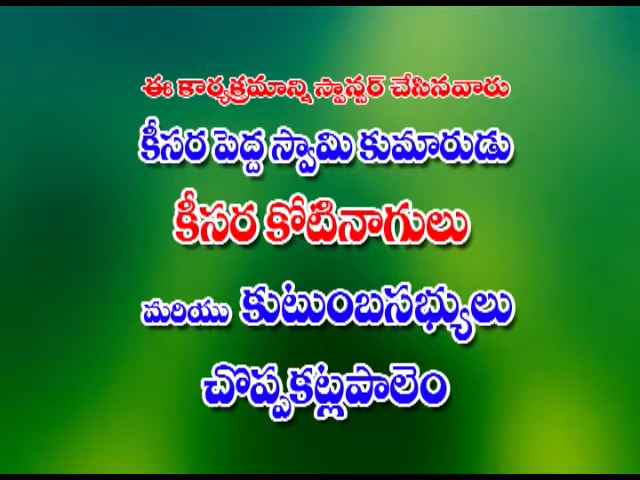 ఈ కార్యక్రమాన్ని స్పాన్సర్ చేసినవారు
కీసర పెద్ద స్వామి కుమారుడు
కీసర కోటినాగులు
మరియు కుటుంబసభ్యులు
చొప్పకట్లపాలెం